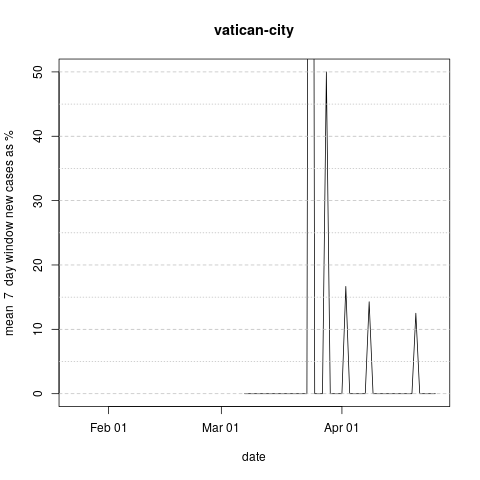 vatican-city
mean  7  day window new cases as %
50
40
30
20
10
0
Feb 01
Mar 01
Apr 01
date